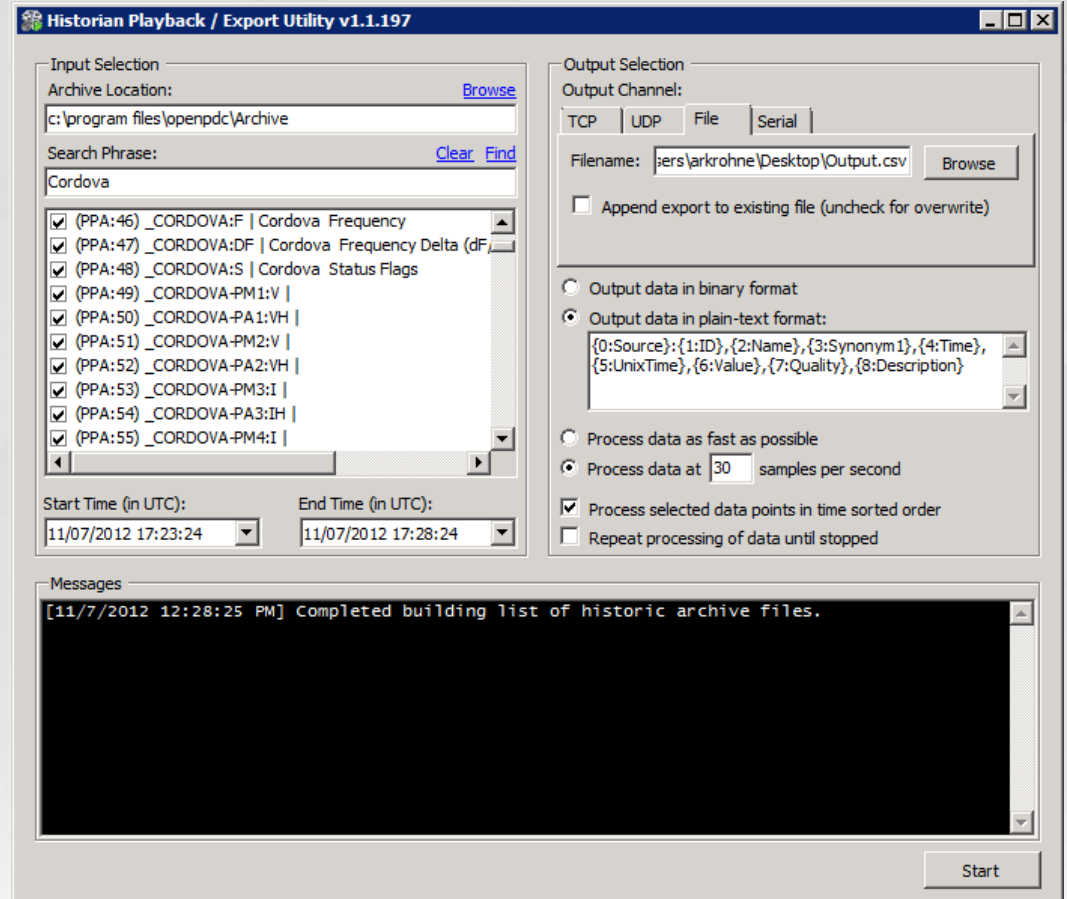 Historian Playback / Export Utility v1.1.197
Input Selection
Archive Location:
Browse
c:\program files\openpdc\Archive
Search Phrase:
Clear
Find
Cordova
(PPA:46) _CORDOVA:F | Cordova Frequency
(PPA:47) _CORDOVA:DF | Cordova Frequency Delta (dF/
(PPA:48) _CORDOVA:S | Cordova Status Flags
(PPA:49) _CORDOVA-PM1:V |
(PPA:50) _CORDOVA-PA1:VH |
(PPA:51) _CORDOVA-PM2:V |
(PPA:52) _CORDOVA-PA2:VH |
(PPA:53) _CORDOVA-PM3:I |
(PPA:54) _CORDOVA-PA3:IH |
(PPA:55) _CORDOVA-PM4:I |
Start Time (in UTC):
End Time (in UTC):
11/07/2012 17:23:24
11/07/2012 17:28:24
Output Selection
Output Channel:
TCP
UDP
File
Serial
Filename:
sers\arkrohne\Desktop\Output.csv
Browse
Append export to existing file (uncheck for overwrite)
Output data in binary format
Output data in plain-text format:
{0:Source}:{1:ID},{2:Name},{3:Synonym1},{4:Time},
{5:UnixTime},{6:Value},{7:Quality},{8:Description}
Process data as fast as possible
Process data at 30 samples per second
Process selected data points in time sorted order
Repeat processing of data until stopped
Messages
[11/7/2012 12:28:25 PM] Completed building list of historic archive files.
Start